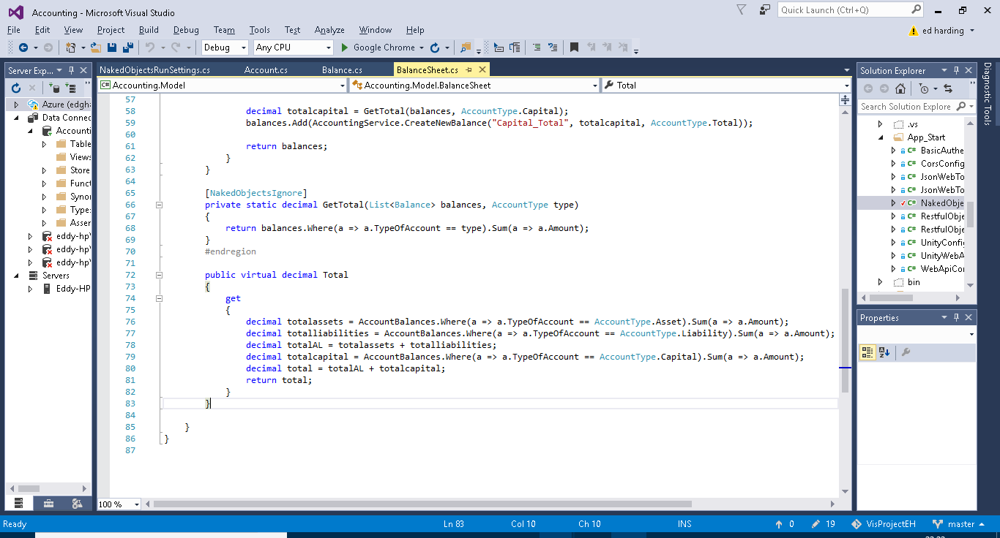 Accounting - Microsoft Visual Studio
Quick Launch (Ctrl+Q)
File Edit View Project Build Debug Team Tools Test Analyze Window Help
ed harding
Debug Any CPU Google Chrome
Server Exp...
Azure (edgh
Data Connec
Accounti
Table
Views
Store
Funct
Synor
Types
Assen
eddy-hp\
eddy-hp\
eddy-hp\
Servers
Eddy-HP
NakedObjectsRunSettings.cs Account.cs Balance.cs BalanceSheet.cs
Accounting.Model Accounting.Model.BalanceSheet Total
57
58 decimal totalcapital = GetTotal(balances, AccountType.Capital);
59 balances.Add(AccountingService.CreateNewBalance("Capital_Total", totalcapital, AccountType.Total));
60
61 return balances;
62 }
63 }
64
65 [NakedObjectsIgnore]
66 private static decimal GetTotal(List<Balance> balances, AccountType type)
67 {
68 return balances.Where(a => a.TypeOfAccount == type).Sum(a => a.Amount);
69 }
70 #endregion
71
72 public virtual decimal Total
73 {
74 get
75 {
76 decimal totalassets = AccountBalances.Where(a => a.TypeOfAccount == AccountType.Asset).Sum(a => a.Amount);
77 decimal totalliabilities = AccountBalances.Where(a => a.TypeOfAccount == AccountType.Liability).Sum(a => a.Amount);
78 decimal totalAL = totalassets + totalliabilities;
79 decimal totalcapital = AccountBalances.Where(a => a.TypeOfAccount == AccountType.Capital).Sum(a => a.Amount);
80 decimal total = totalAL + totalcapital;
81 return total;
82 }
83 }
84
85 }
86 }
87
100 %
Solution Explorer
Search Solution Explore
.vs
App_Start
C# BasicAuthe
C# CorsConfig
C# JsonWebTo
C# JsonWebTo
C# NakedObje
C# RestfulObje
C# RestfulObje
C# UnityConfi
C# UnityWebA
C# WebApiCor
bin
Properties
Diagnostic Tools
Ready Ln 83 Col 10 Ch 10 INS 0 19 VisProjectEH master